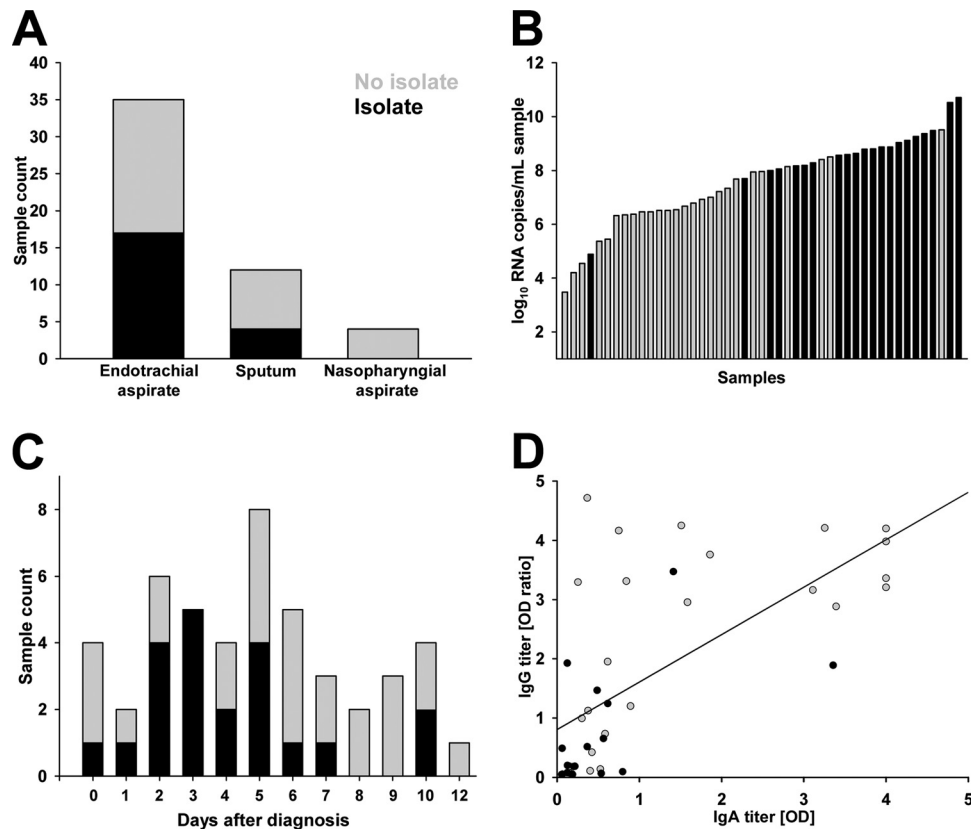 A
40
35
30
25
20
15
10
5
0
Sample count
No isolate
Isolate
Endotrachial
aspirate
Sputum
Nasopharyngial
aspirate
B
12
10
8
6
4
2
log₁₀ RNA copies/mL sample
Samples
C
8
6
4
2
0
Sample count
0 1 2 3 4 5 6 7 8 9 10 12
Days after diagnosis
D
5
4
3
2
1
0
IgG titer [OD ratio]
0 1 2 3 4 5
IgA titer [OD]